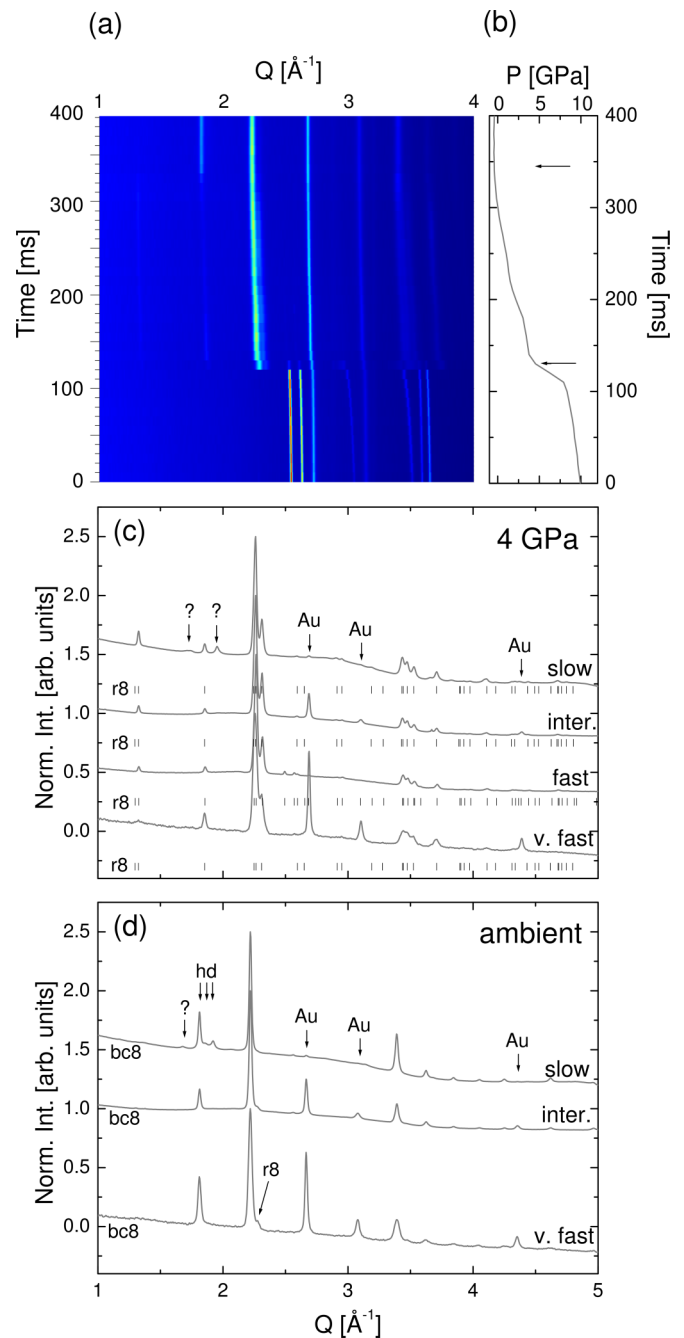 (a)
(b)
Q [Å-1]
P [GPa]
1 2 3 4
0 5 10
400
300
200
100
0
Time [ms]
400
300
200
100
0
Time [ms]
(c)
4 GPa
2.5
2.0
1.5
1.0
0.5
0.0
Norm. Int. [arb. units]
? ? Au Au Au
slow
r8
inter.
r8
fast
r8
v. fast
r8
(d)
ambient
2.5
2.0
1.5
1.0
0.5
0.0
Norm. Int. [arb. units]
hd
? Au Au Au
bc8 slow
bc8 inter.
r8
bc8 v. fast
1 2 3 4 5
Q [Å-1]